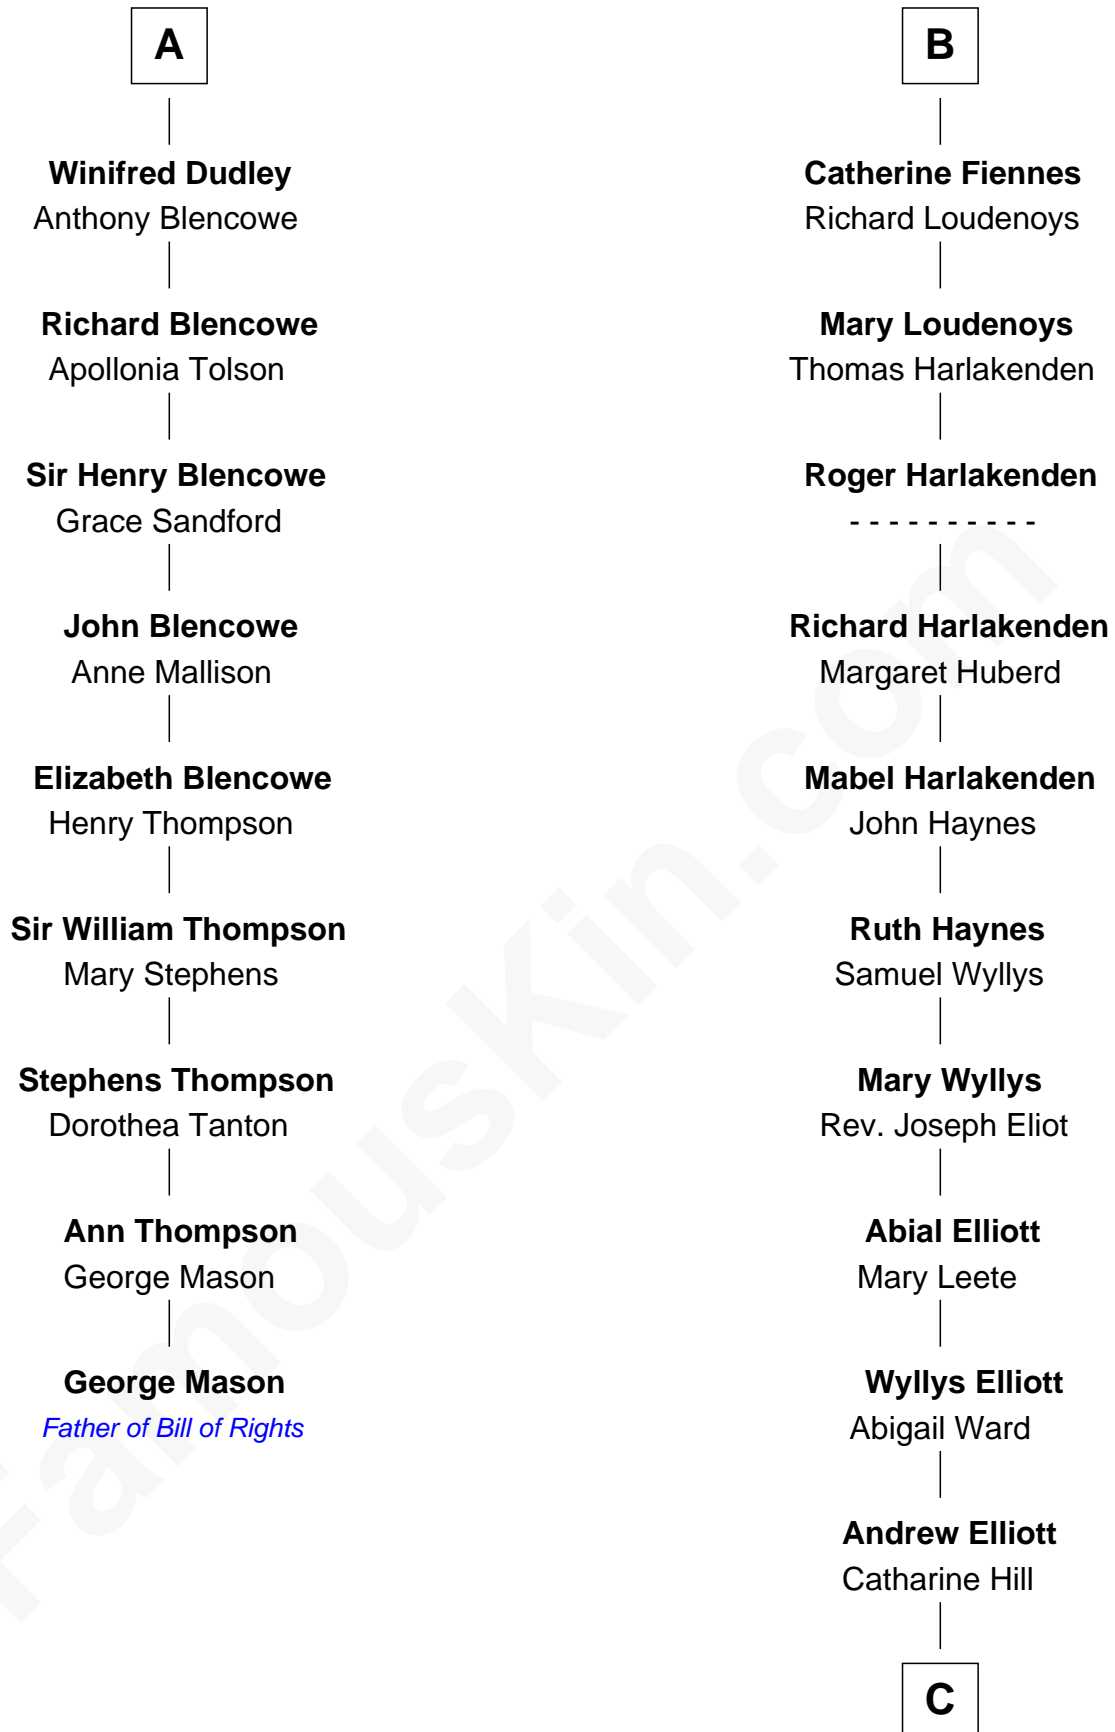 A
Winifred Dudley
Anthony Blencowe
Richard Blencowe
Apollonia Tolson
Sir Henry Blencowe
Grace Sandford
John Blencowe
Anne Mallison
Elizabeth Blencowe
Henry Thompson
Sir William Thompson
Mary Stephens
Stephens Thompson
Dorothea Tanton
Ann Thompson
George Mason
George Mason
Father of Bill of Rights
B
Catherine Fiennes
Richard Loudenoys
Mary Loudenoys
Thomas Harlakenden
Roger Harlakenden
- - - - - - - - - -
Richard Harlakenden
Margaret Huberd
Mabel Harlakenden
John Haynes
Ruth Haynes
Samuel Wyllys
Mary Wyllys
Rev. Joseph Eliot
Abial Elliott
Mary Leete
Wyllys Elliott
Abigail Ward
Andrew Elliott
Catharine Hill
C
FamousKin.com